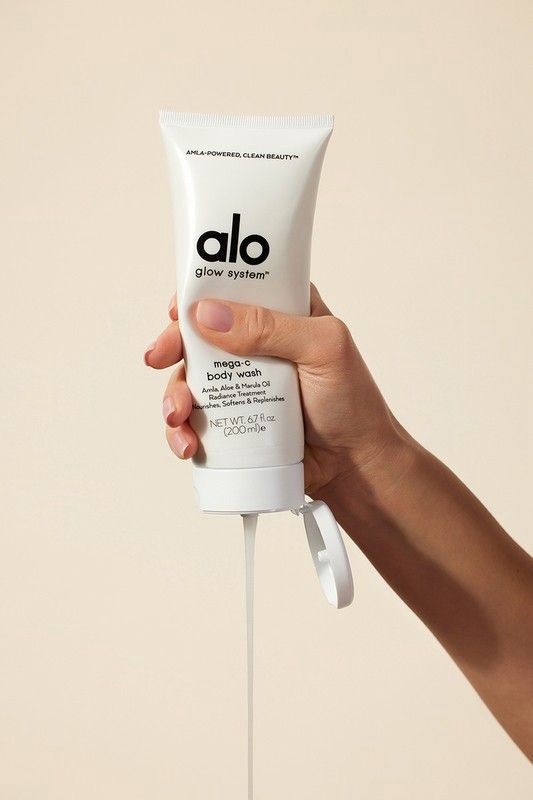 AMLA-POWERED, CLEAN BEAUTY™
alo
glow system™
mega-c
body wash
Amla, Aloe & Marula Oil
Radiance Treatment
Nourishes, Softens & Replenishes
NET WT. 6.7 fl oz.
(200 ml)e